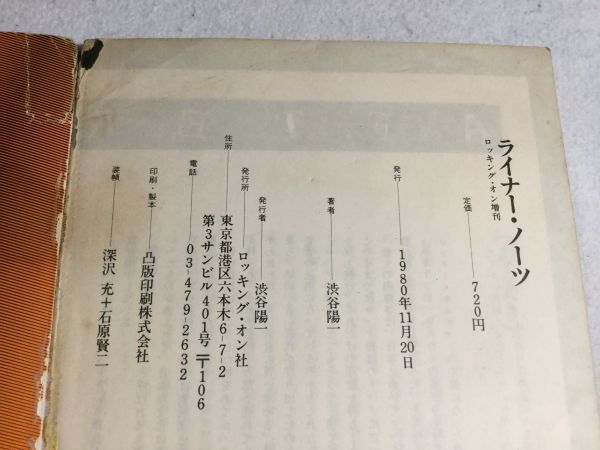 ライナー・ノーツ
ロッキング・オン増刊
定価――720円
発行――1980年11月20日
著者――渋谷陽一
発行者――渋谷陽一
発行所――ロッキング・オン社
住所――東京都港区六本木6-7-2
第3サンビル401号 〒106
電話――03-479-2632
印刷・製本――凸版印刷株式会社
装幀――深沢 充+石原賢二